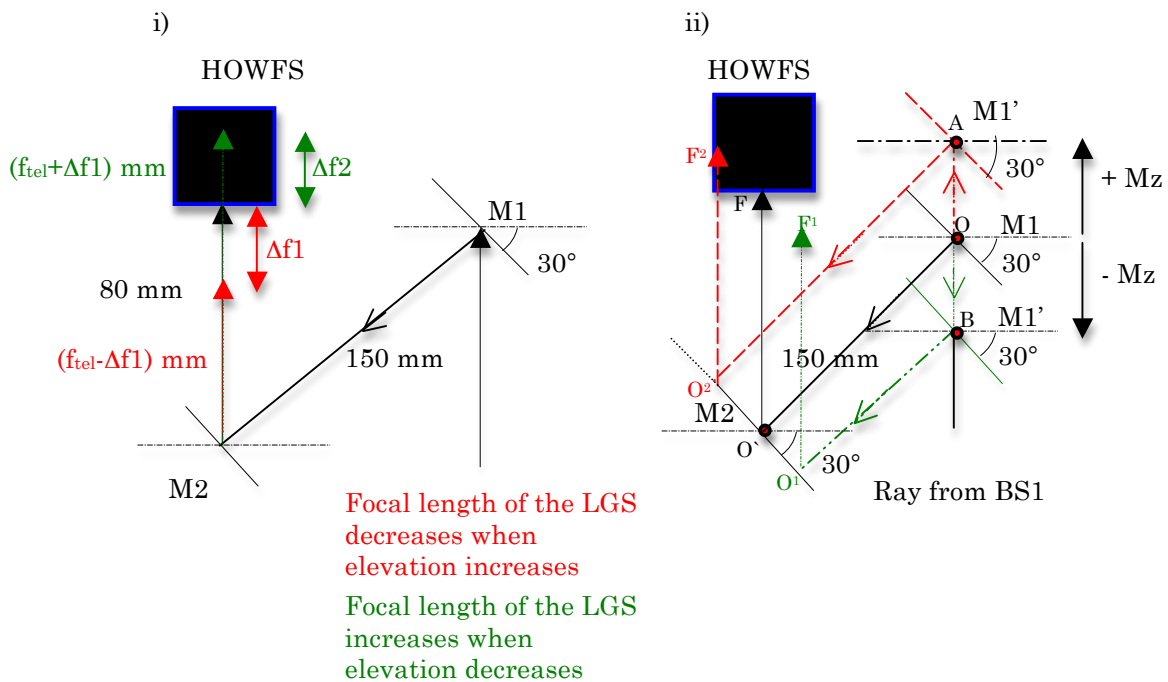 i)
HOWFS
(f_tel+Δf1) mm
Δf2
M1
Δf1
30°
80 mm
150 mm
(f_tel-Δf1) mm
M2
Focal length of the LGS
decreases when
elevation increases
Focal length of the LGS
increases when
elevation decreases
ii)
HOWFS
A
M1’
F²
30°
+ Mz
F
F¹
O
M1
30°
- Mz
B
M1’
150 mm
30°
O²
M2
O`
30°
O¹
Ray from BS1